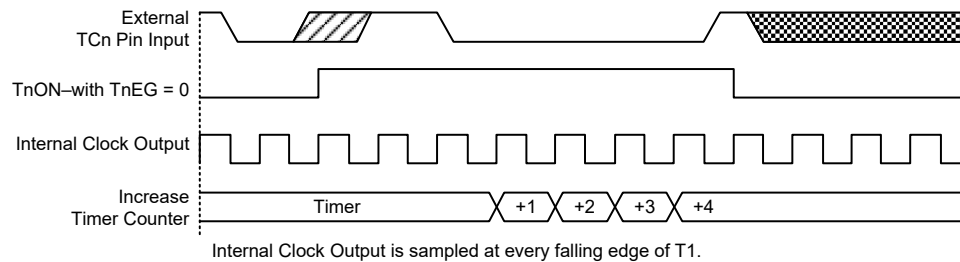 External
TCn Pin Input
TnON–with TnEG = 0
Internal Clock Output
Increase
Timer Counter
Timer
+1
+2
+3
+4
Internal Clock Output is sampled at every falling edge of T1.